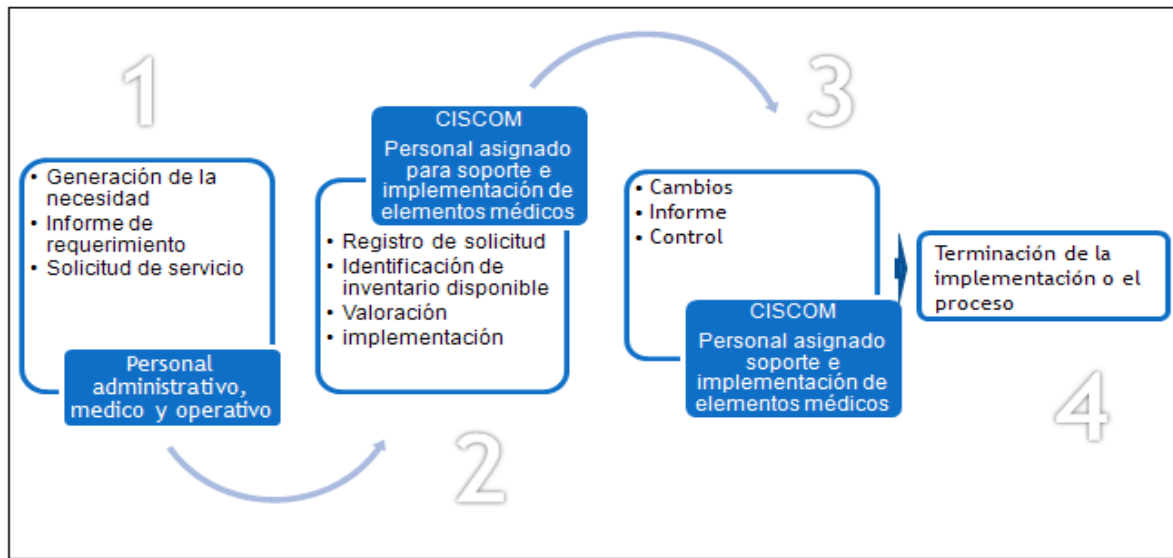 1
• Generación de la
necesidad
• Informe de
requerimiento
• Solicitud de servicio
Personal
administrativo,
medico y operativo
2
CISCOM
Personal asignado
para soporte e
implementación de
elementos médicos
• Registro de solicitud
• Identificación de
inventario disponible
• Valoración
• implementación
3
• Cambios
• Informe
• Control
CISCOM
Personal asignado
soporte e
implementación de
elementos médicos
Terminación de la
implementación o el
proceso
4